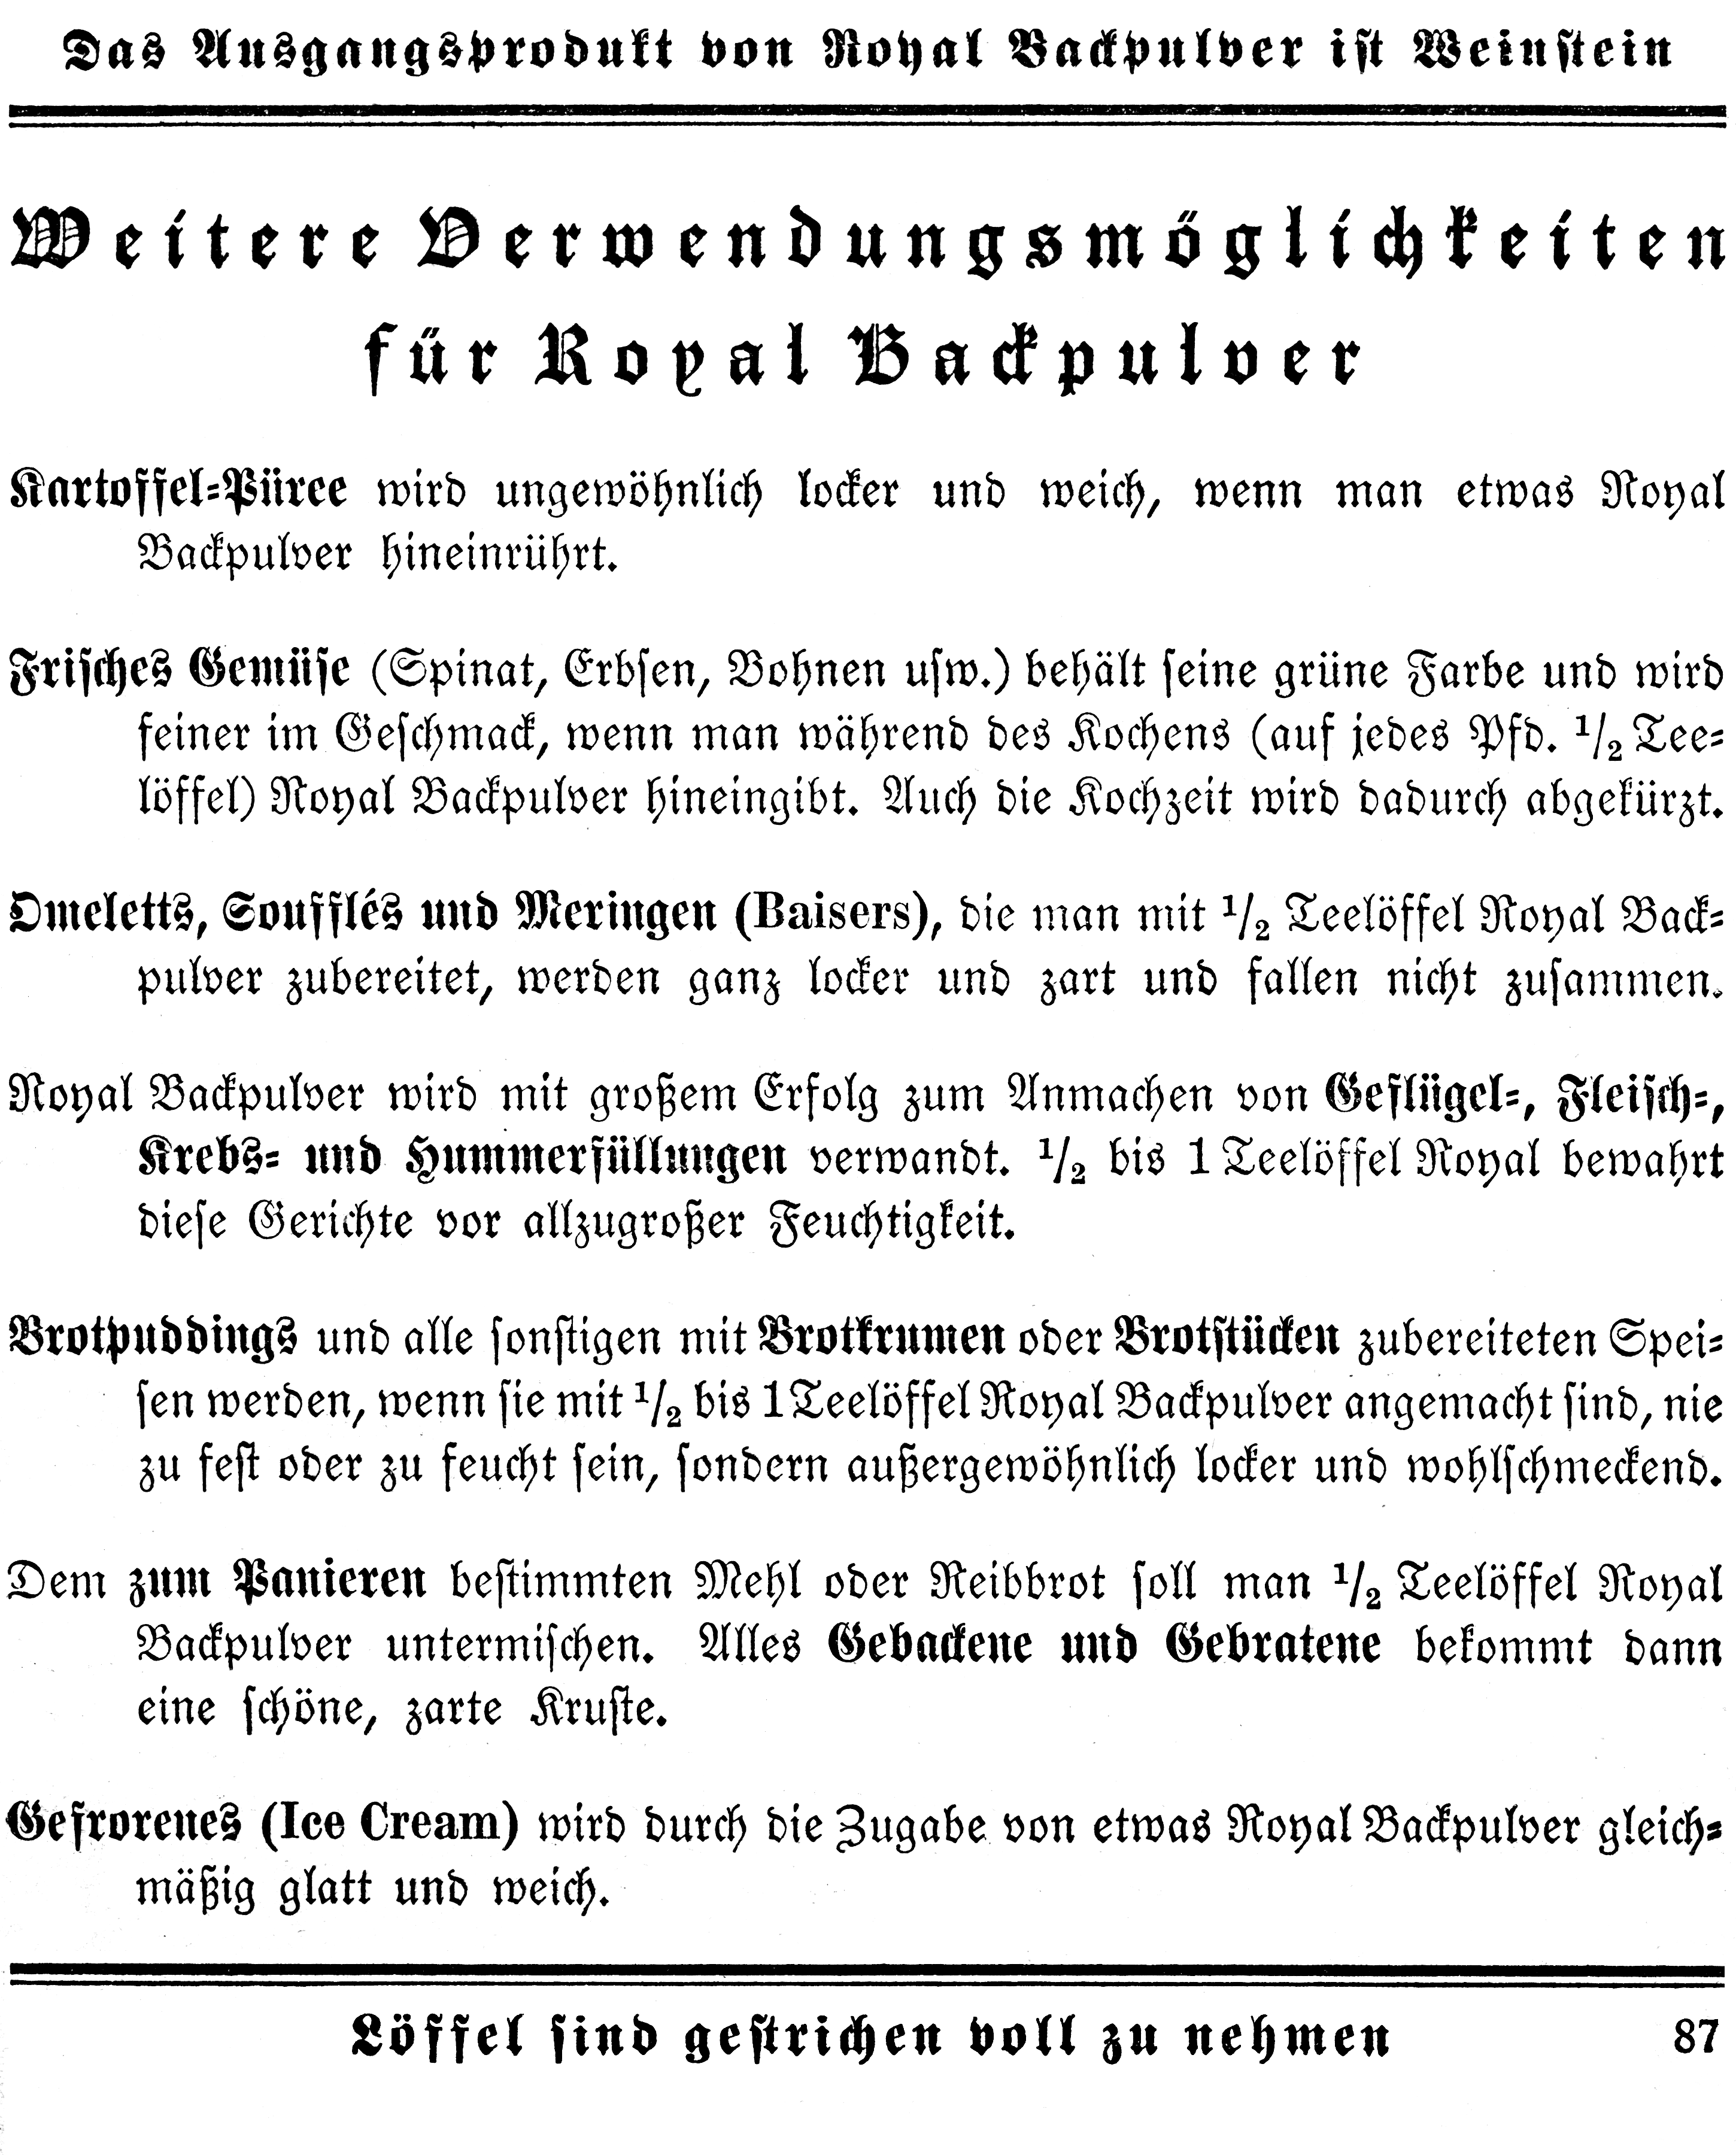 Das Ausgangsprodukt von Royal Backpulver ist Weinstein
Weitere Verwendungsmöglichkeiten
für Royal Backpulver
Kartoffel-Püree wird ungewöhnlich locker und weich, wenn man etwas Royal
Backpulver hineinrührt.
Frisches Gemüse (Spinat, Erbsen, Bohnen usw.) behält seine grüne Farbe und wird
feiner im Geschmack, wenn man während des Kochens (auf jedes Pfd. 1/2 Tee-
löffel) Royal Backpulver hineingibt. Auch die Kochzeit wird dadurch abgekürzt.
Omeletts, Soufflés und Meringen (Baisers), die man mit 1/2 Teelöffel Royal Back-
pulver zubereitet, werden ganz locker und zart und fallen nicht zusammen.
Royal Backpulver wird mit großem Erfolg zum Anmachen von Geflügel-, Fleisch-,
Krebs- und Hummerfüllungen verwandt. 1/2 bis 1 Teelöffel Royal bewahrt
diese Gerichte vor allzugroßer Feuchtigkeit.
Brotpuddings und alle sonstigen mit Brotkrumen oder Brotstücken zubereiteten Spei-
sen werden, wenn sie mit 1/2 bis 1 Teelöffel Royal Backpulver angemacht sind, nie
zu fest oder zu feucht sein, sondern außergewöhnlich locker und wohlschmeckend.
Dem zum Panieren bestimmten Mehl oder Reibbrot soll man 1/2 Teelöffel Royal
Backpulver untermischen. Alles Gebackene und Gebratene bekommt dann
eine schöne, zarte Kruste.
Gefrorenes (Ice Cream) wird durch die Zugabe von etwas Royal Backpulver gleich-
mäßig glatt und weich.
Löffel sind gestrichen voll zu nehmen 87